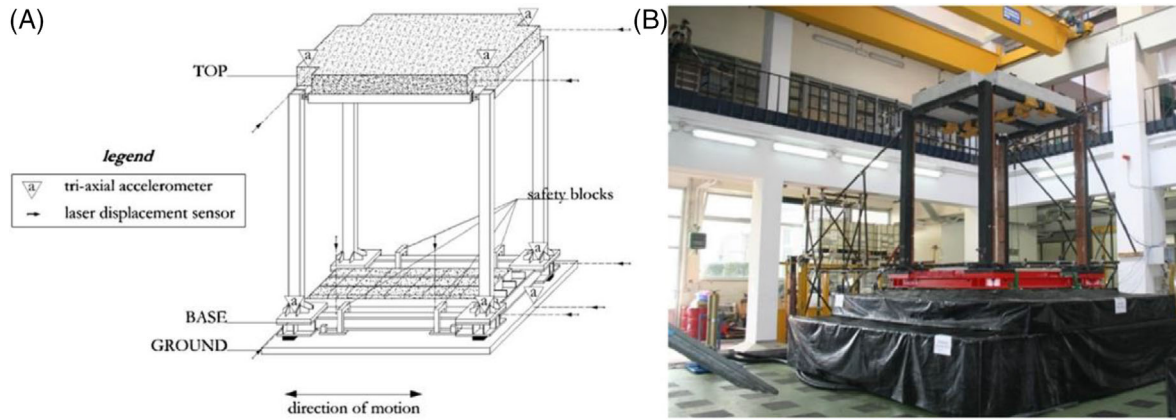 (A)
(B)
a
a
a
TOP
legend
a tri-axial accelerometer
laser displacement sensor
safety blocks
a
a
a
a
BASE
GROUND
direction of motion